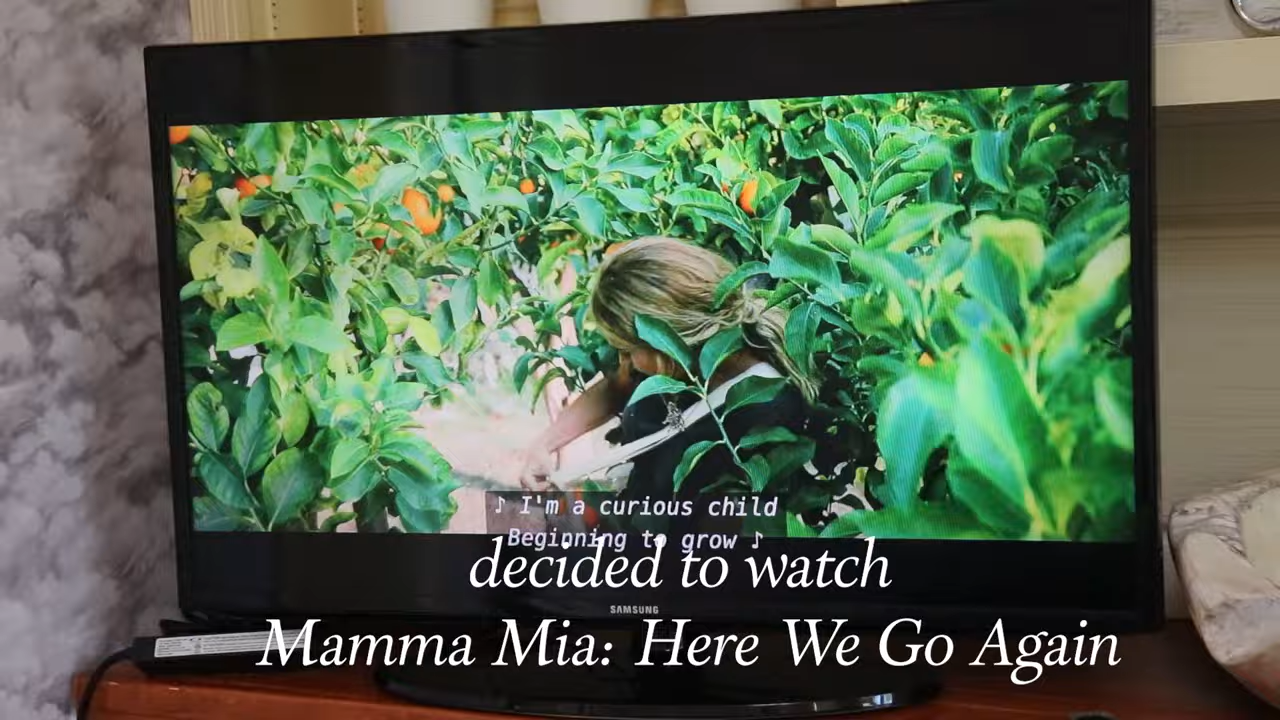 ♪ I'm a curious child
Beginning to grow ♪
decided to watch
SAMSUNG
Mamma Mia: Here We Go Again